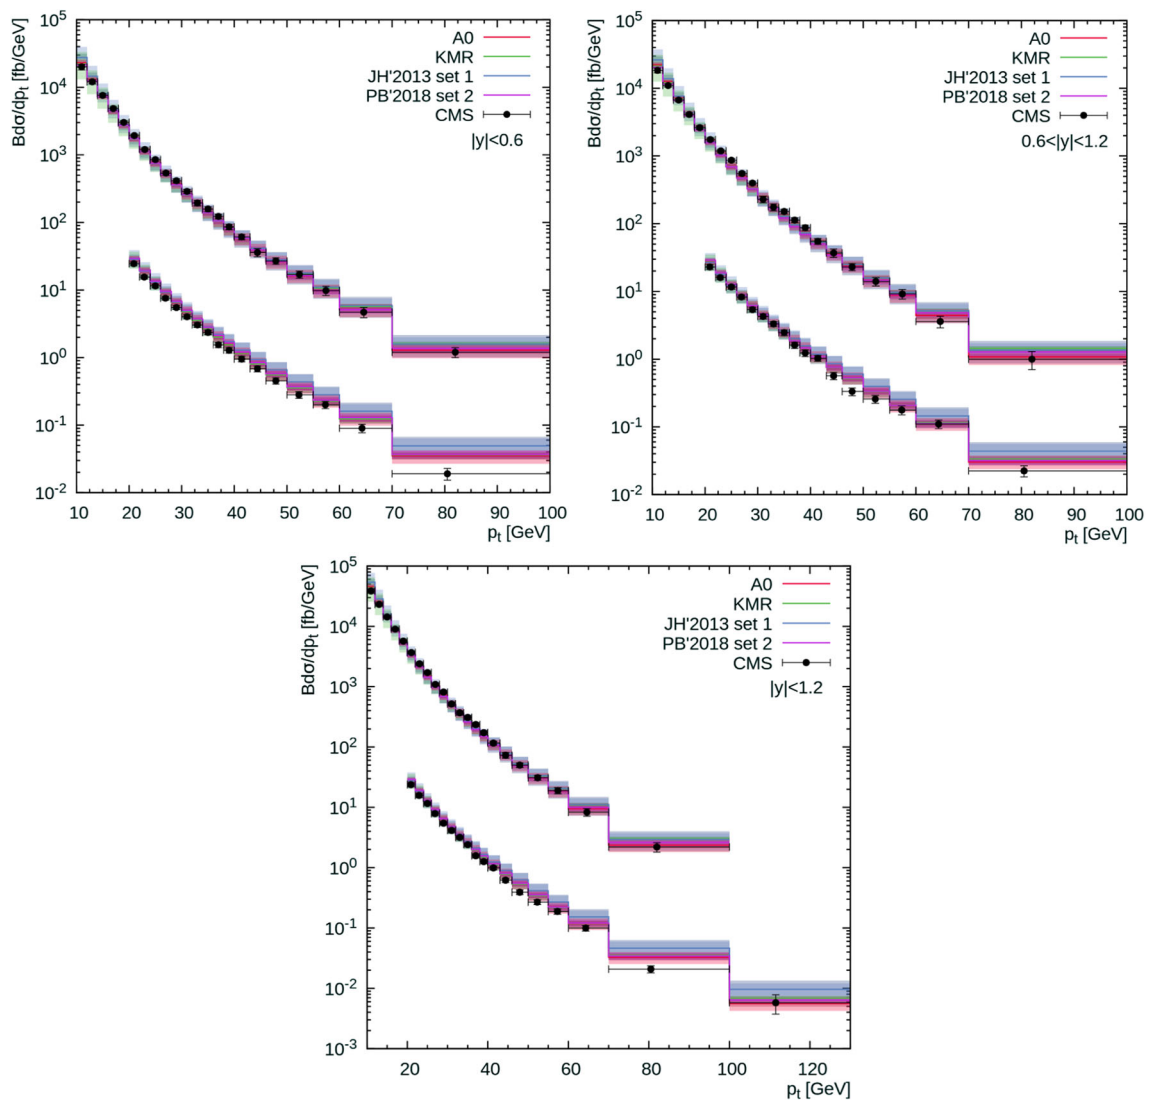 Bdσ/dpt [fb/GeV]
10^5
10^4
10^3
10^2
10^1
10^0
10^-1
10^-2
A0
KMR
JH'2013 set 1
PB'2018 set 2
CMS
|y|<0.6
10 20 30 40 50 60 70 80 90 100
pt [GeV]
Bdσ/dpt [fb/GeV]
10^5
10^4
10^3
10^2
10^1
10^0
10^-1
10^-2
A0
KMR
JH'2013 set 1
PB'2018 set 2
CMS
0.6<|y|<1.2
10 20 30 40 50 60 70 80 90 100
pt [GeV]
Bdσ/dpt [fb/GeV]
10^5
10^4
10^3
10^2
10^1
10^0
10^-1
10^-2
10^-3
A0
KMR
JH'2013 set 1
PB'2018 set 2
CMS
|y|<1.2
20 40 60 80 100 120
pt [GeV]